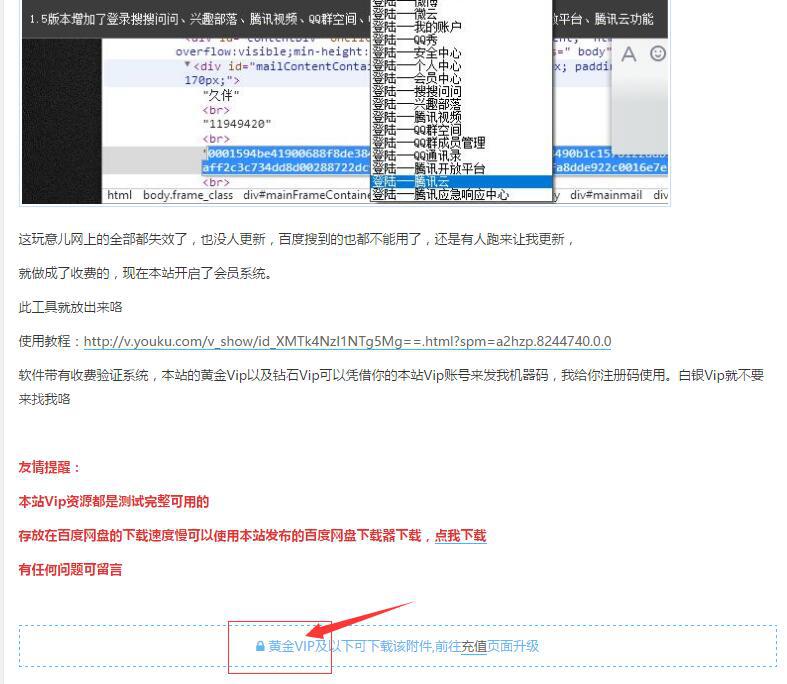 1.5版本增加了登录搜搜问问、兴趣部落、腾讯视频、QQ群空间、
放平台、腾讯云功能
登陆——微博
登陆——微云
登陆——我的账户
登陆——QQ秀
登陆——安全中心
登陆——个人中心
登陆——会员中心
登陆——搜搜问问
登陆——兴趣部落
登陆——腾讯视频
登陆——QQ群空间
登陆——QQ群成员管理
登陆——QQ通讯录
登陆——腾讯开放平台
登陆——腾讯云
登陆——腾讯应急响应中心
overflow:visible;min-height:
" body"
<div id="mailContentConta
px; paddin
170px;">
"欠伴"
<br>
"11949420"
<br>
"0001594be41900688f8de38
aff2c3c734dd8d00288722dc
fa8dde922c0016e7e
<br>
html body.frame_class div#mainFrameContaine
y div#mainmail div
这玩意儿网上的全部都失效了，也没人更新，百度搜到的也都不能用了，还是有人跑来让我更新，
就做成了收费的，现在本站开启了会员系统。
此工具就放出来咯
使用教程：http://v.youku.com/v_show/id_XMTk4NzI1NTg5Mg==.html?spm=a2hzp.8244740.0.0
软件带有收费验证系统，本站的黄金Vip以及钻石Vip可以凭借你的本站Vip账号来发我机器码，我给你注册码使用。白银Vip就不要
来找我咯
友情提醒：
本站Vip资源都是测试完整可用的
存放在百度网盘的下载速度慢可以使用本站发布的百度网盘下载器下载，点我下载
有任何问题可留言
黄金VIP及以下可下载该附件,前往充值页面升级